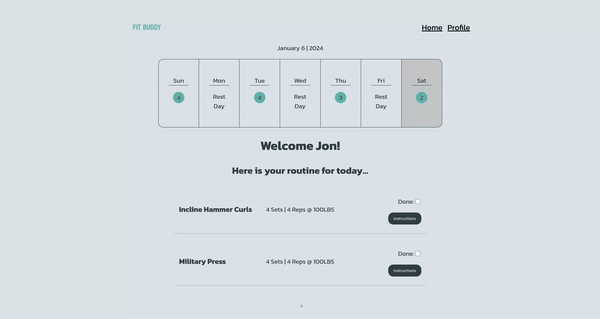 FIT BUDDY
Home Profile
January 6 | 2024
Sun Mon Tue Wed Thu Fri Sat
4 Rest Day 4 Rest Day 3 Rest Day 2
Welcome Jon!
Here is your routine for today...
Done:
Incline Hammer Curls 4 Sets | 4 Reps @ 100LBS
Instructions
Done:
Military Press 4 Sets | 4 Reps @ 100LBS
Instructions